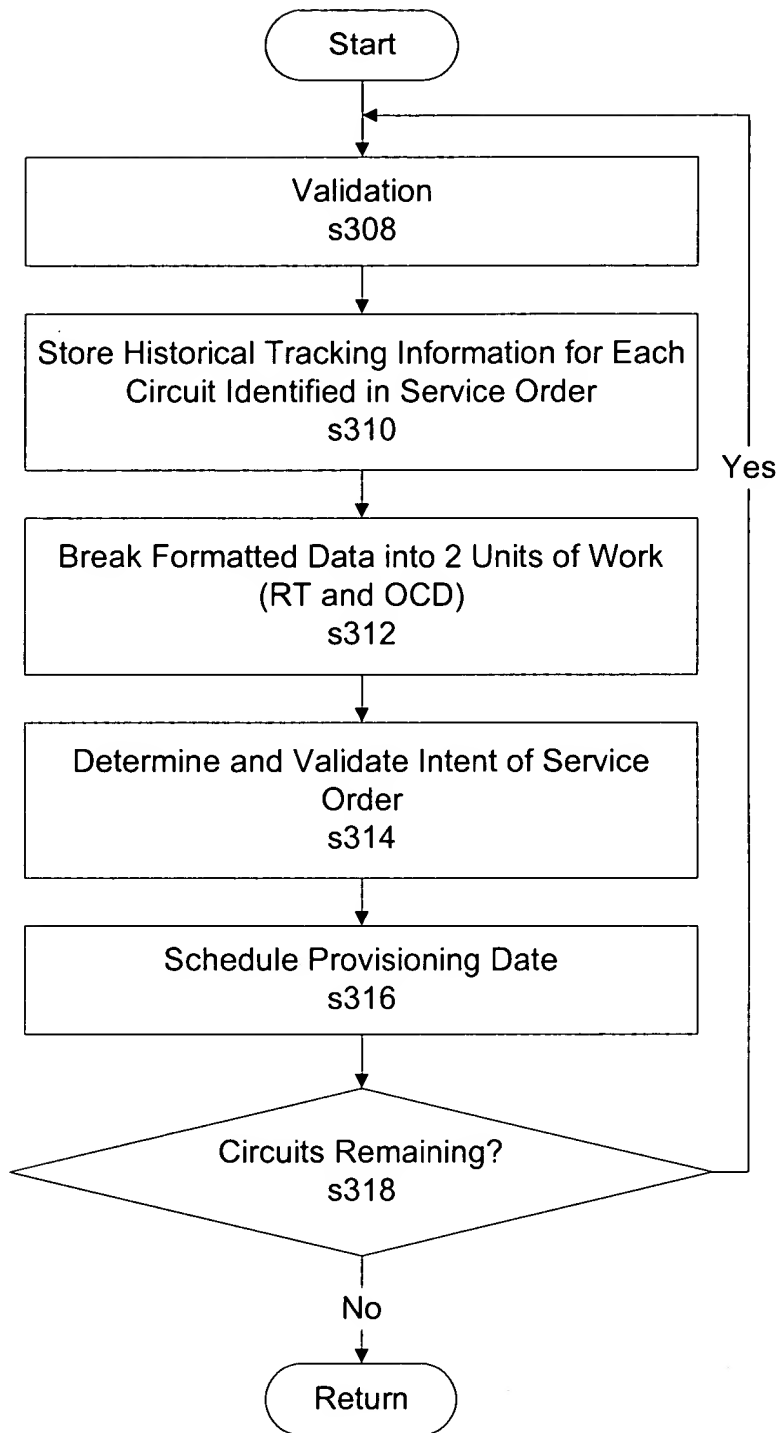 Start
Validation
s308
Store Historical Tracking Information for Each
Circuit Identified in Service Order
s310
Yes
Break Formatted Data into 2 Units of Work
(RT and OCD)
s312
Determine and Validate Intent of Service
Order
s314
Schedule Provisioning Date
s316
Circuits Remaining?
s318
No
Return